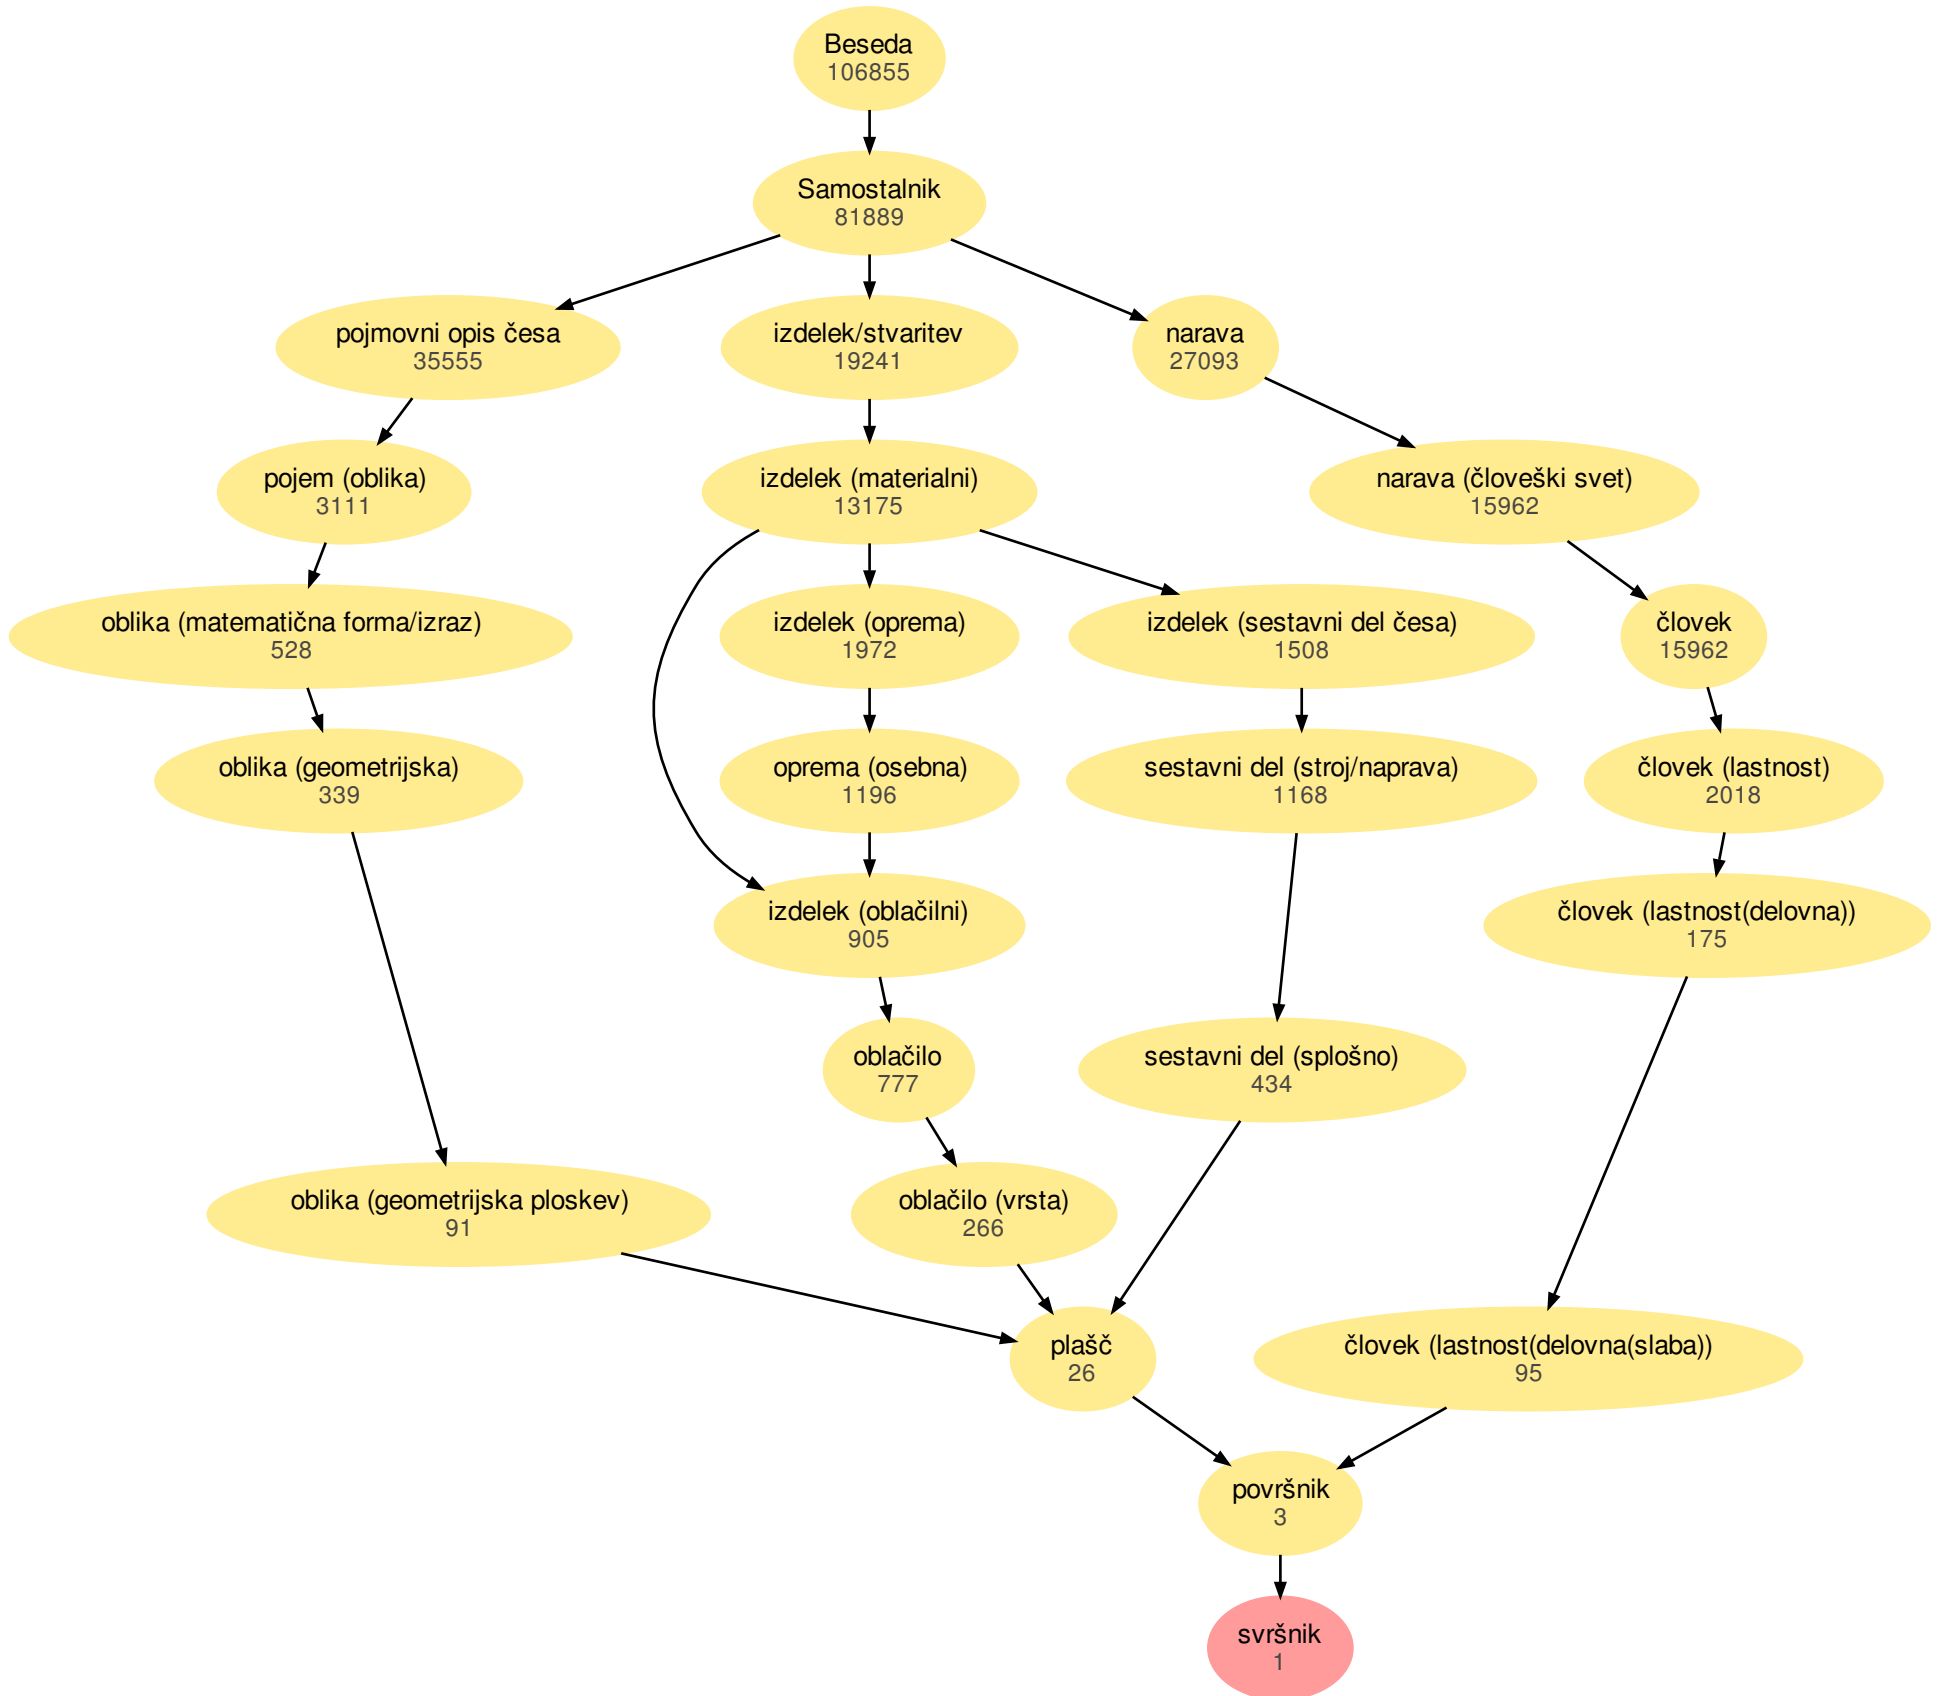 Beseda
106855
Samostalnik
81889
pojmovni opis česa
35555
izdelek/stvaritev
19241
narava
27093
pojem (oblika)
3111
izdelek (materialni)
13175
narava (človeški svet)
15962
oblika (matematična forma/izraz)
528
izdelek (oprema)
1972
izdelek (sestavni del česa)
1508
človek
15962
oblika (geometrijska)
339
oprema (osebna)
1196
sestavni del (stroj/naprava)
1168
človek (lastnost)
2018
izdelek (oblačilni)
905
človek (lastnost(delovna))
175
oblačilo
777
sestavni del (splošno)
434
oblika (geometrijska ploskev)
91
oblačilo (vrsta)
266
plašč
26
človek (lastnost(delovna(slaba))
95
površnik
3
svršnik
1